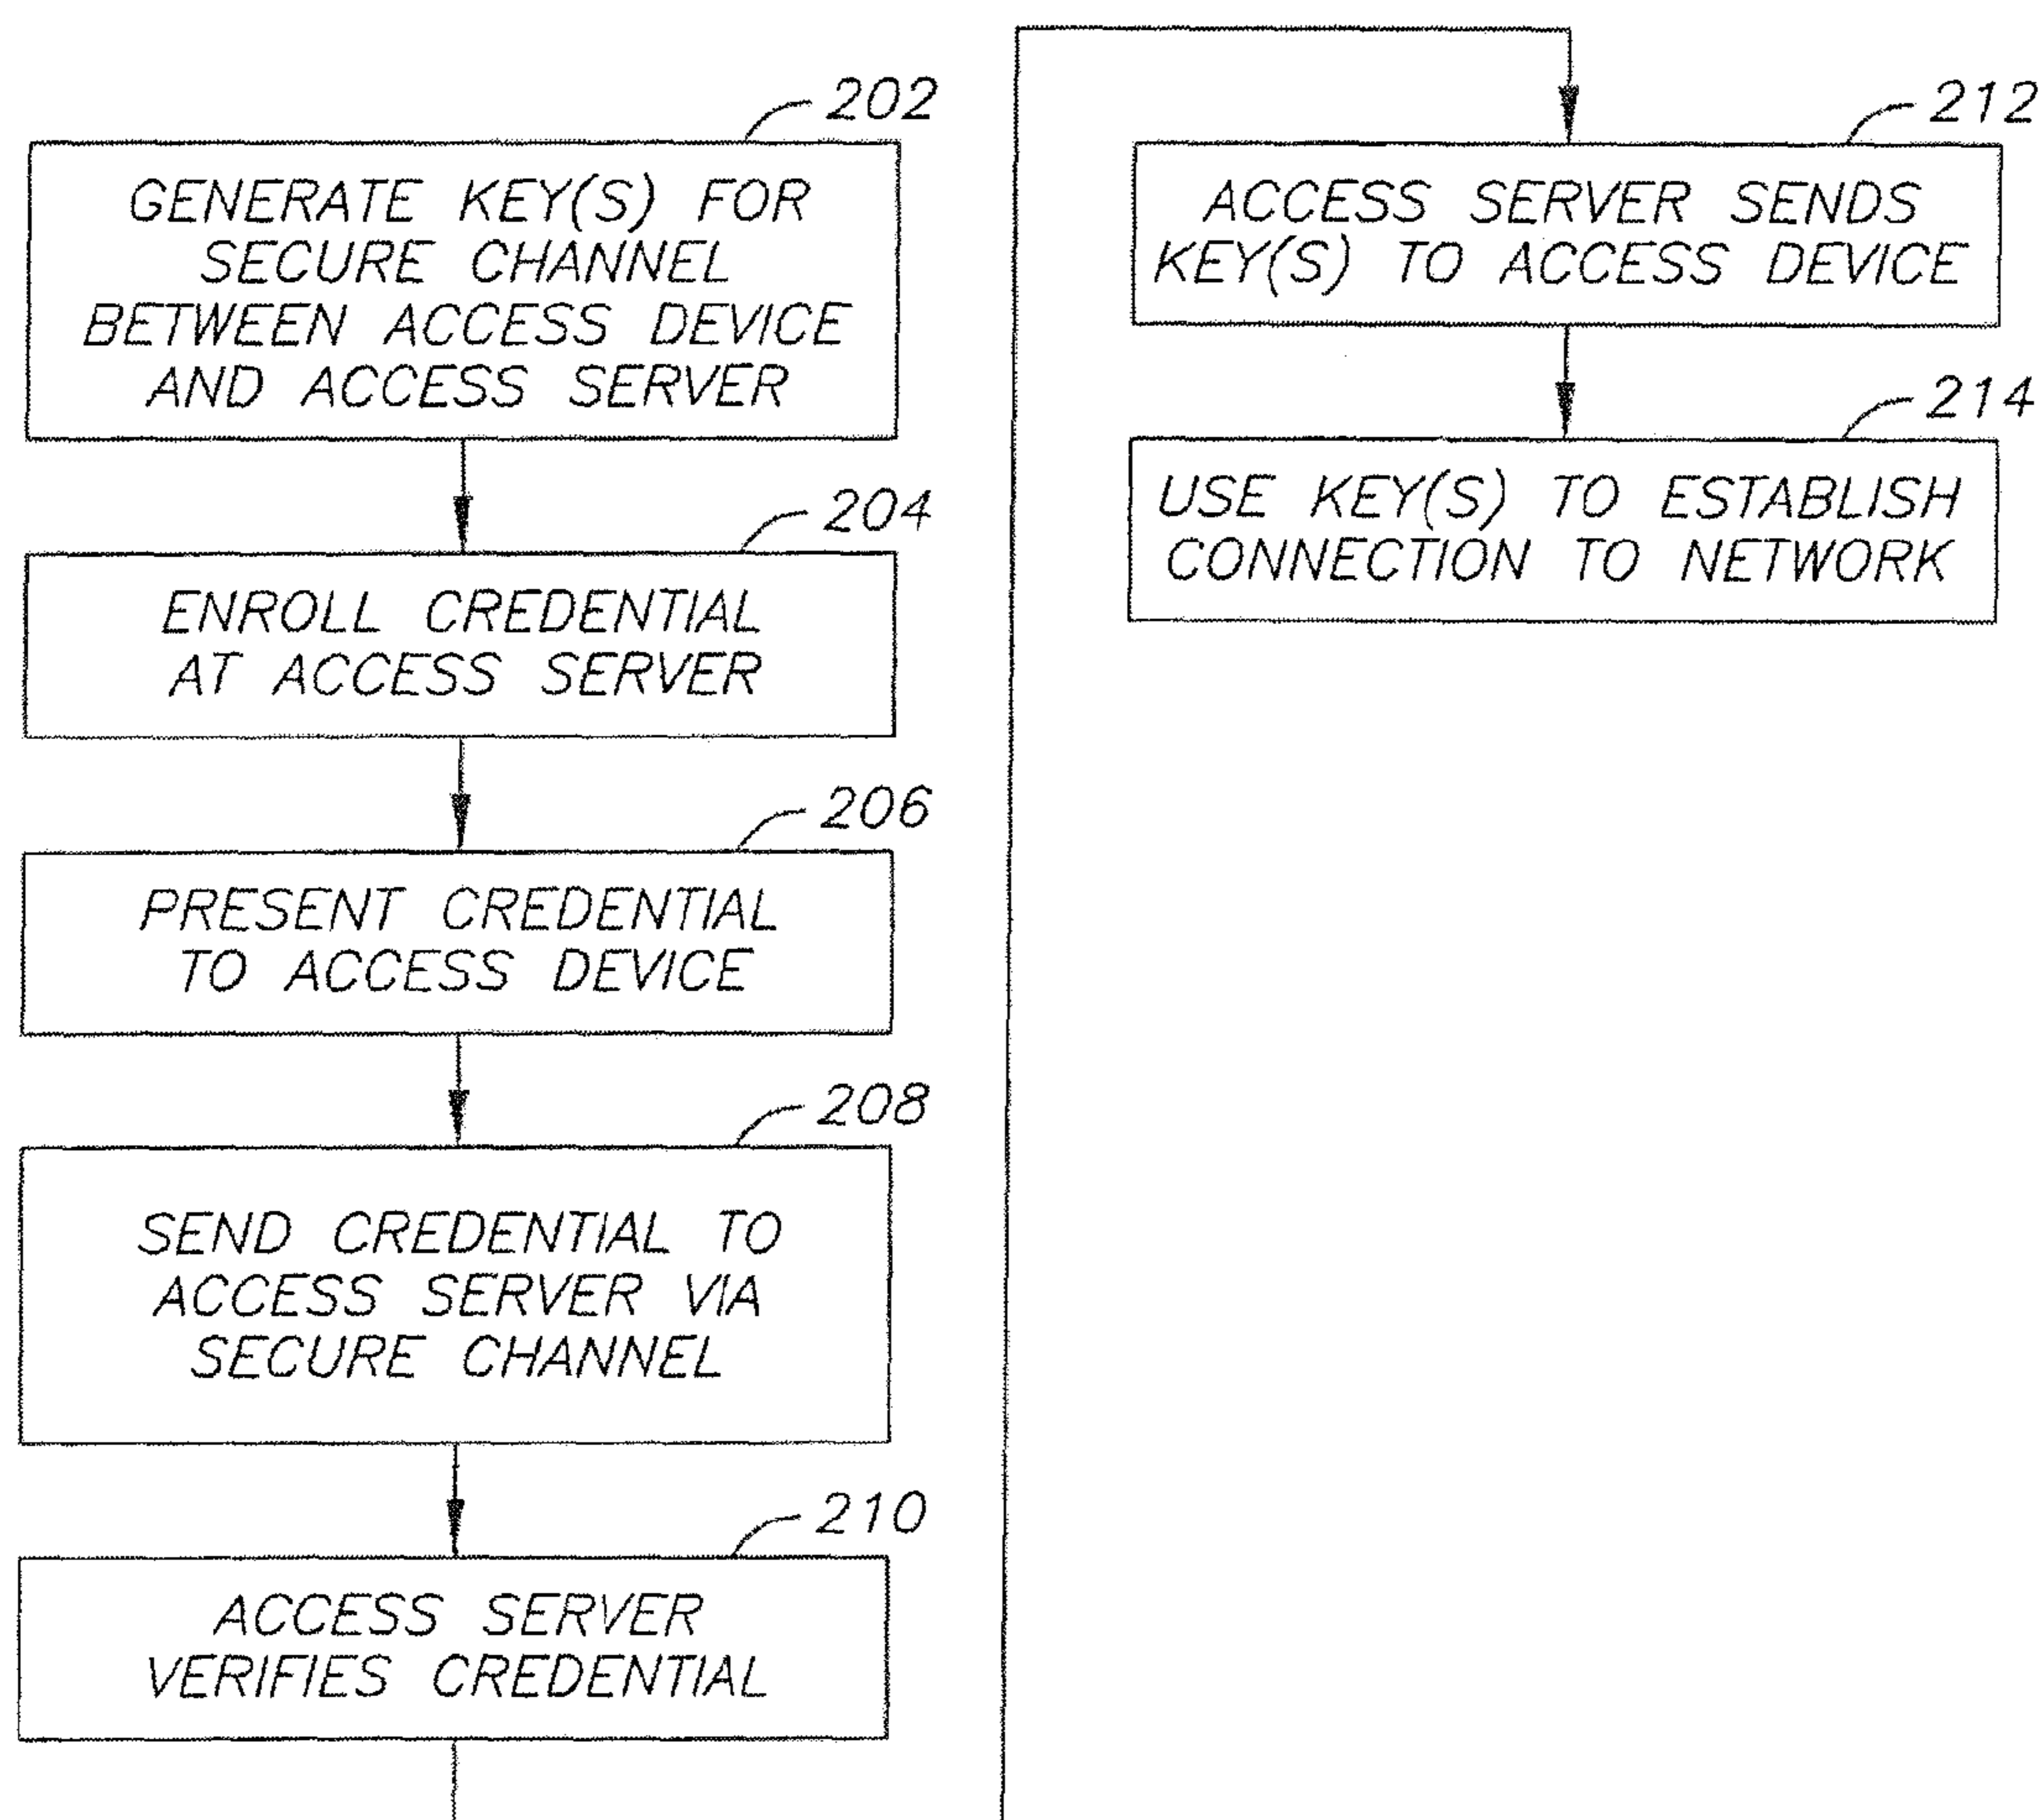 202
GENERATE KEY(S) FOR
SECURE CHANNEL
BETWEEN ACCESS DEVICE
AND ACCESS SERVER
204
ENROLL CREDENTIAL
AT ACCESS SERVER
206
PRESENT CREDENTIAL
TO ACCESS DEVICE
208
SEND CREDENTIAL TO
ACCESS SERVER VIA
SECURE CHANNEL
210
ACCESS SERVER
VERIFIES CREDENTIAL
212
ACCESS SERVER SENDS
KEY(S) TO ACCESS DEVICE
214
USE KEY(S) TO ESTABLISH
CONNECTION TO NETWORK